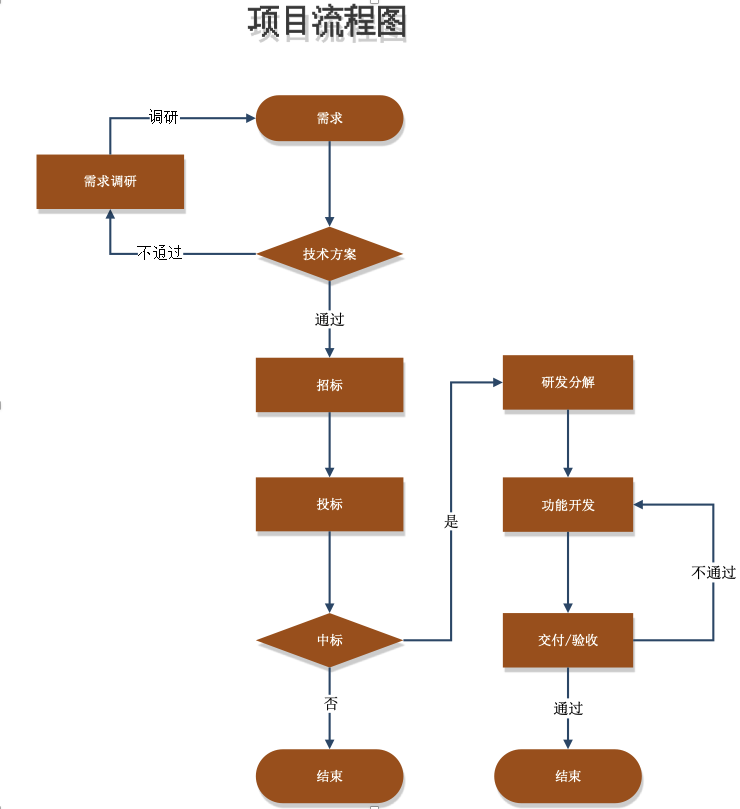 项目流程图
调研
需求
需求调研
不通过
技术方案
通过
招标
研发分解
投标
是
功能开发
不通过
中标
交付/验收
否
通过
结束
结束